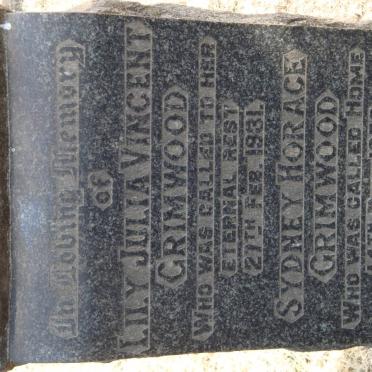 In Loving Memory
of
LILY JULIA VINCENT
GRIMWOOD
WHO WAS CALLED TO HER
ETERNAL REST
27TH FEB. 1931.
SYDNEY HORACE
GRIMWOOD
WHO WAS CALLED HOME